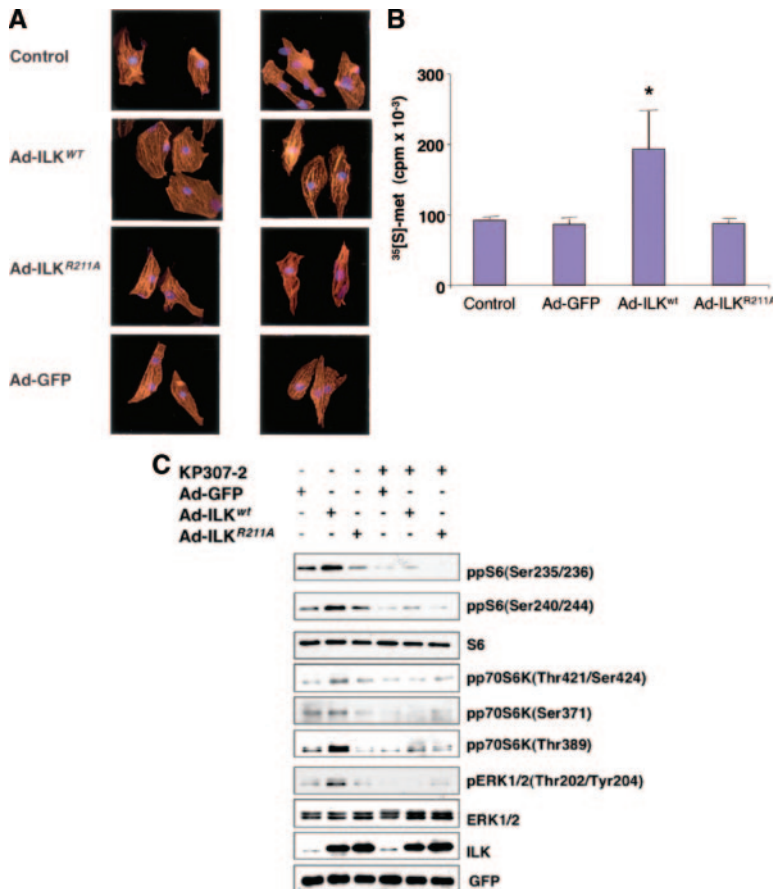 A
Control
Ad-ILK^WT
Ad-ILK^R211A
Ad-GFP
B
300
200
100
0
*
³⁵[S]-met (cpm x 10⁻³)
Control Ad-GFP Ad-ILK^wt Ad-ILK^R211A
C
KP307-2 - - - + + +
Ad-GFP + - - + - -
Ad-ILK^wt - + - - + -
Ad-ILK^R211A - - + - - +
ppS6(Ser235/236)
ppS6(Ser240/244)
S6
pp70S6K(Thr421/Ser424)
pp70S6K(Ser371)
pp70S6K(Thr389)
pERK1/2(Thr202/Tyr204)
ERK1/2
ILK
GFP